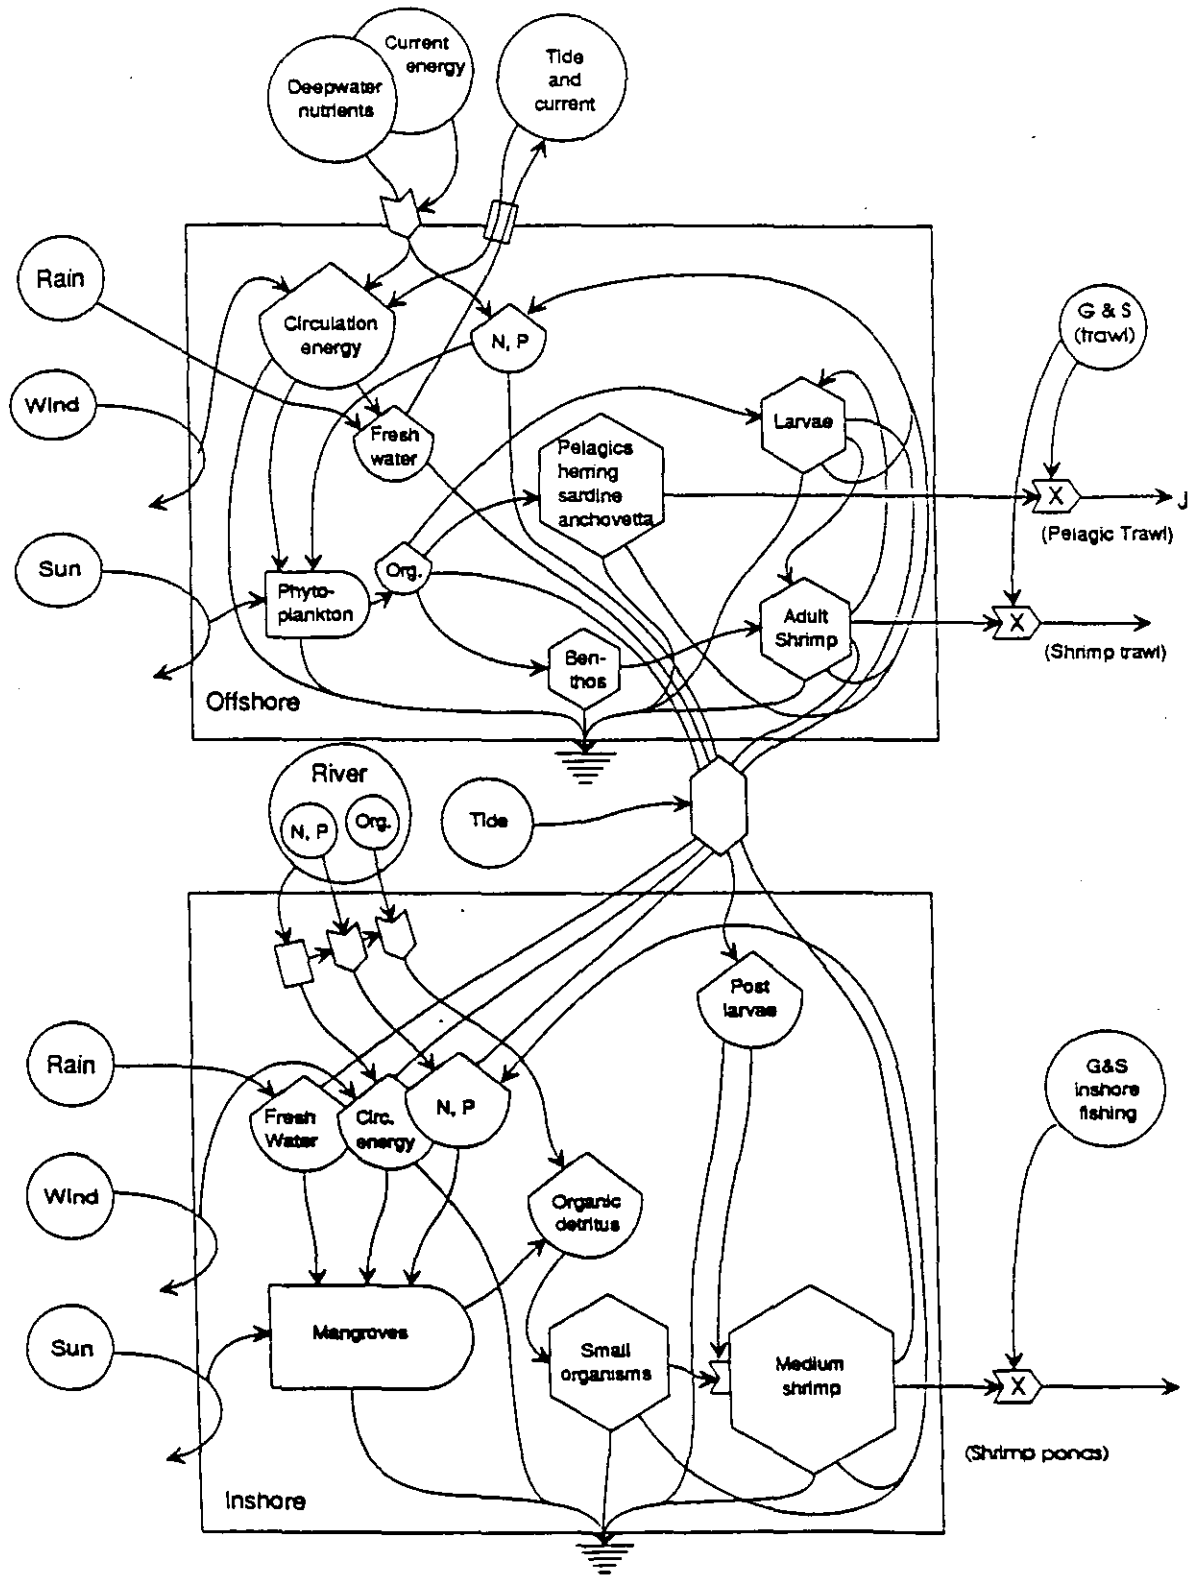 Current
energy
Deepwater
nutrients
Tide
and
current
Rain
Circulation
energy
N, P
G & S
(trawl)
Wind
Fresh
water
Larvae
Pelagics
herring
sardine
anchovetta
X
J
(Pelagic Trawl)
Sun
Org.
Phyto-
plankton
Adult
Shrimp
X
(Shrimp trawl)
Ben-
thos
Offshore
River
N, P
Org.
Tide
Post
larvae
Rain
Fresh
Water
Circ.
energy
N, P
G&S
inshore
fishing
Wind
Organic
detritus
Sun
Mangroves
Small
organisms
Medium
shrimp
X
(Shrimp ponds)
Inshore